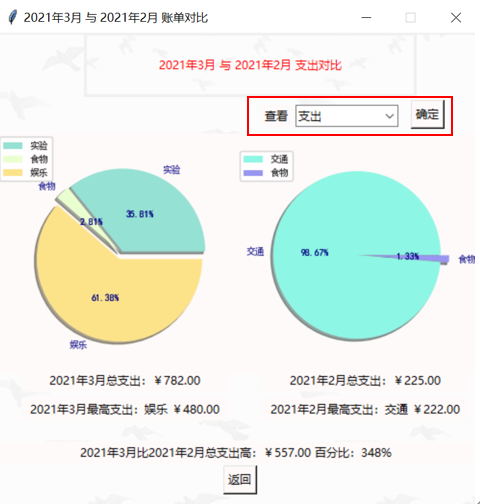 2021年3月 与 2021年2月 账单对比
2021年3月 与 2021年2月 支出对比
查看 支出 确定
实验
食物
娱乐
食物
实验
2.81%
35.81%
61.38%
娱乐
交通
食物
交通
98.67%
1.33%
食物
2021年3月总支出：￥782.00
2021年2月总支出：￥225.00
2021年3月最高支出：娱乐 ￥480.00
2021年2月最高支出：交通 ￥222.00
2021年3月比2021年2月总支出高：￥557.00 百分比：348%
返回